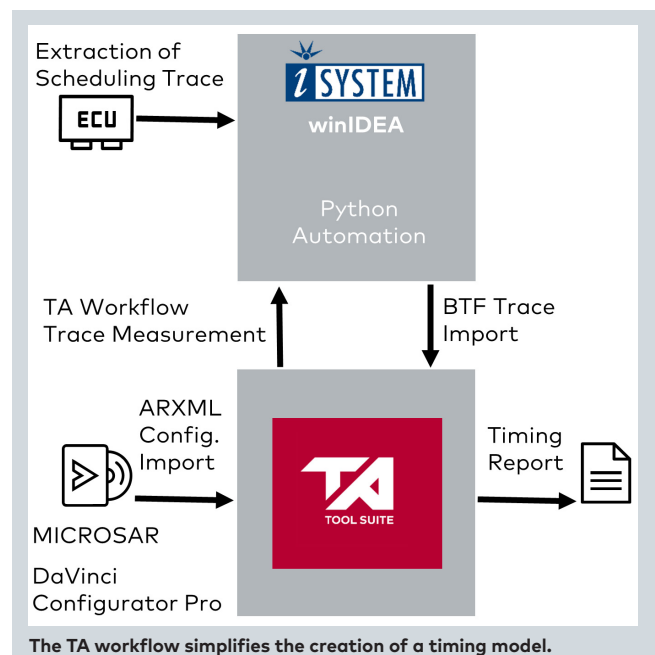 Extraction of
Scheduling Trace
ECU
i SYSTEM
winIDEA
Python
Automation
TA Workflow
Trace Measurement
BTF Trace
Import
ARXML
Config.
Import
MICROSAR
DaVinci
Configurator Pro
TA
TOOL SUITE
Timing
Report
The TA workflow simplifies the creation of a timing model.